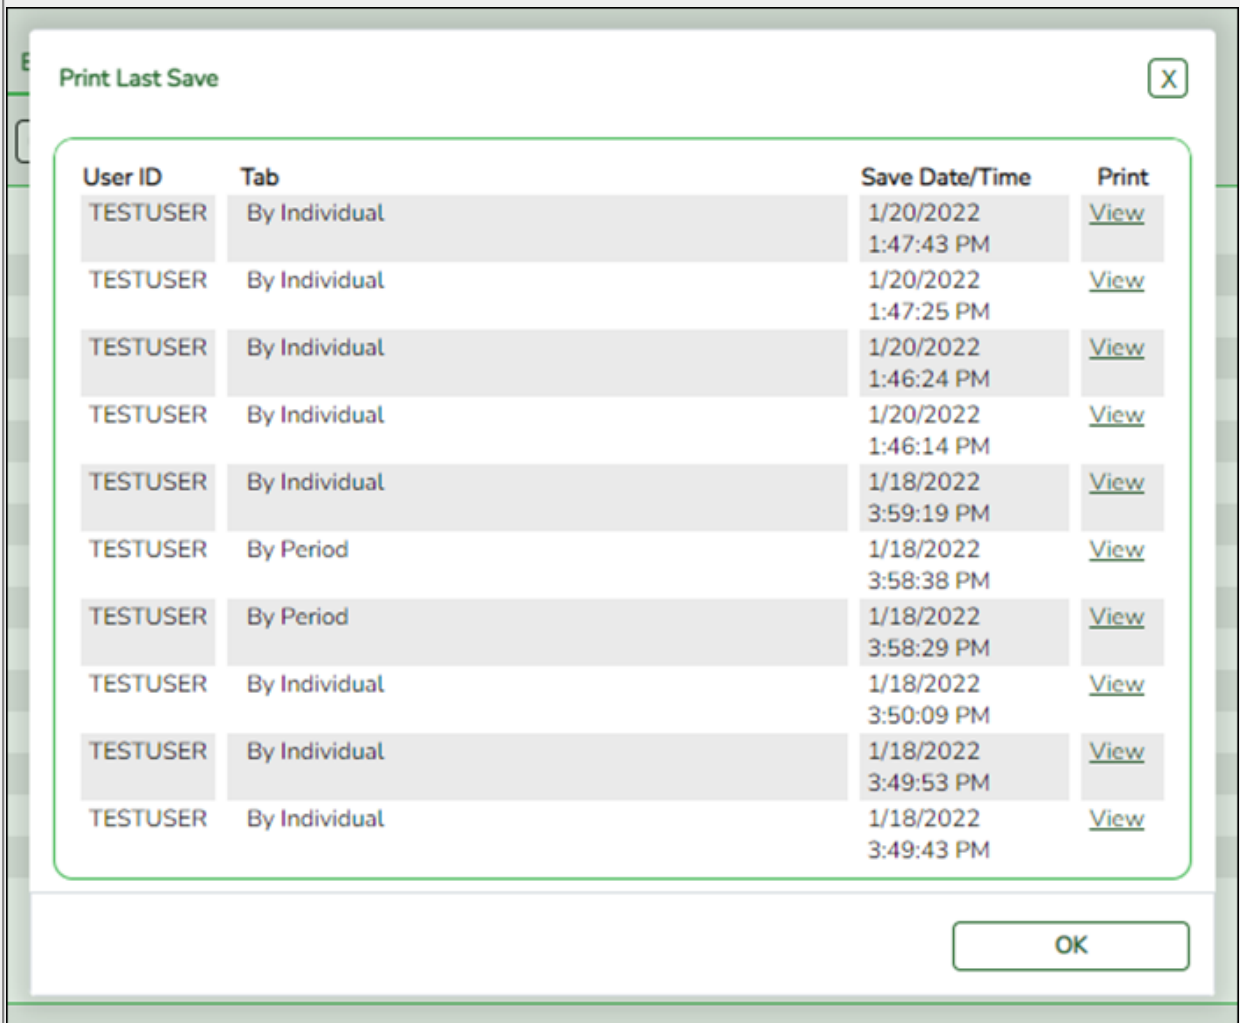 Print Last Save
X
User ID Tab Save Date/Time Print
TESTUSER By Individual 1/20/2022 View
1:47:43 PM
TESTUSER By Individual 1/20/2022 View
1:47:25 PM
TESTUSER By Individual 1/20/2022 View
1:46:24 PM
TESTUSER By Individual 1/20/2022 View
1:46:14 PM
TESTUSER By Individual 1/18/2022 View
3:59:19 PM
TESTUSER By Period 1/18/2022 View
3:58:38 PM
TESTUSER By Period 1/18/2022 View
3:58:29 PM
TESTUSER By Individual 1/18/2022 View
3:50:09 PM
TESTUSER By Individual 1/18/2022 View
3:49:53 PM
TESTUSER By Individual 1/18/2022 View
3:49:43 PM
OK